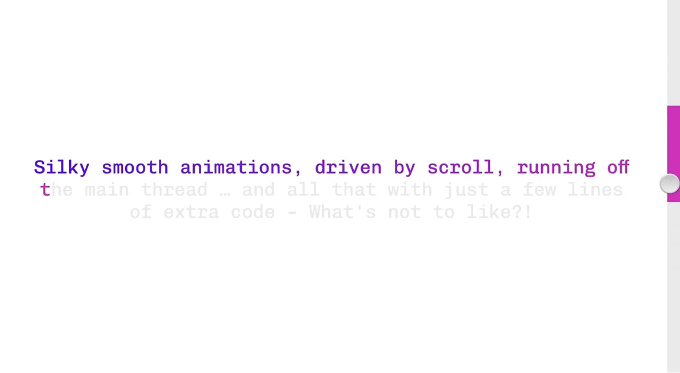 Silky smooth animations, driven by scroll, running off
the main thread … and all that with just a few lines
of extra code – What's not to like?!